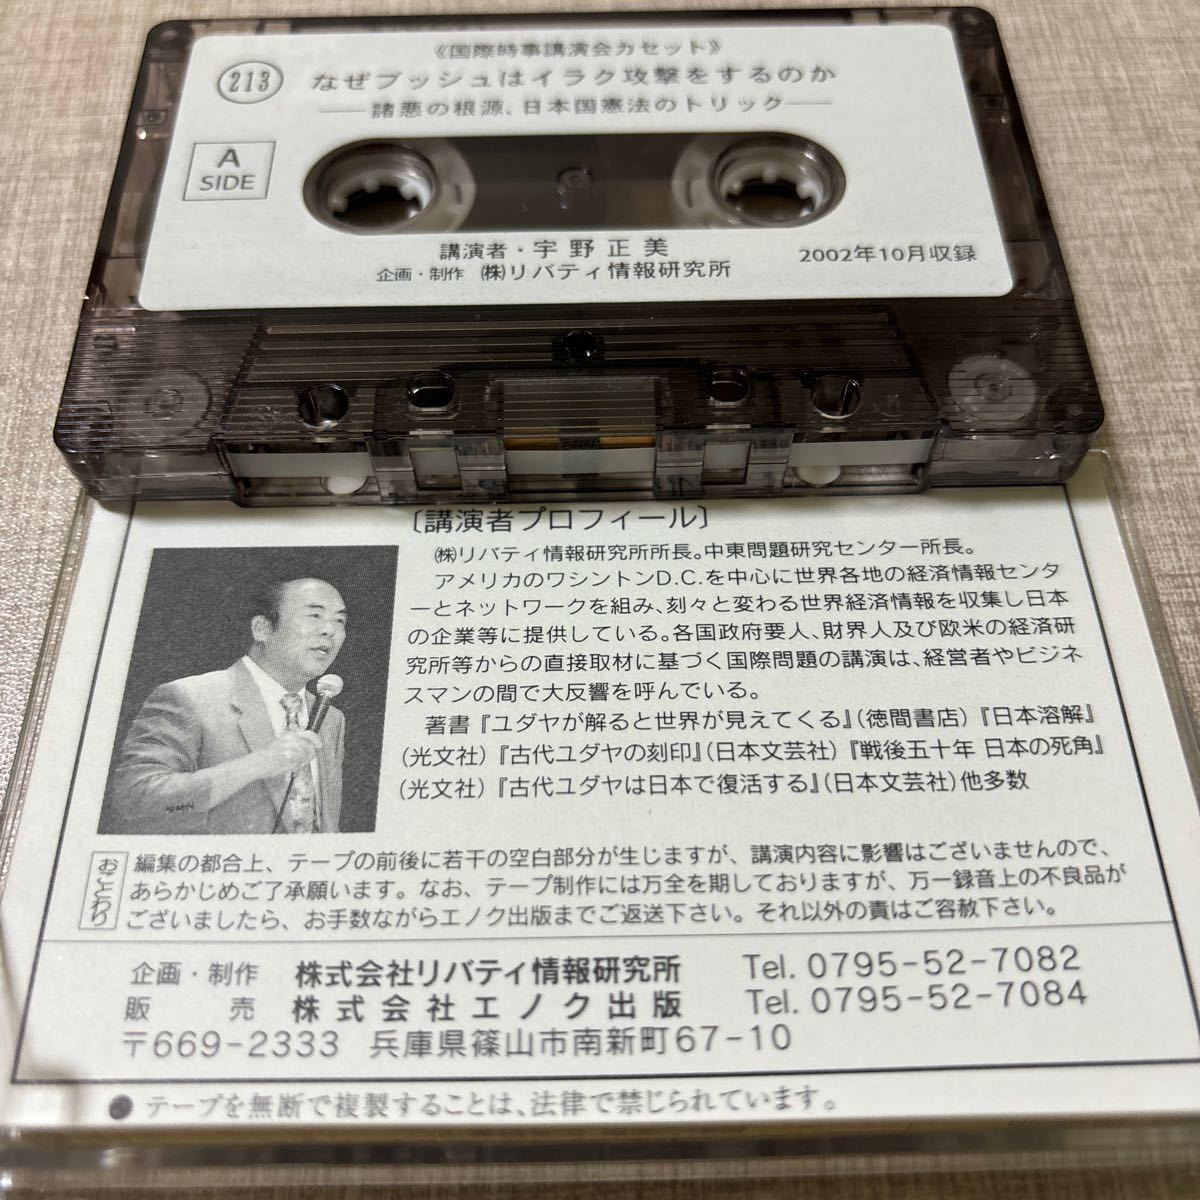 《国際時事講演会カセット》
213
なぜブッシュはイラク攻撃をするのか
――諸悪の根源、日本国憲法のトリック――
A
SIDE
講演者・宇野正美
企画・制作 ㈱リバティ情報研究所
2002年10月収録
〔講演者プロフィール〕
㈱リバティ情報研究所所長。中東問題研究センター所長。
アメリカのワシントンD.C.を中心に世界各地の経済情報センタ
ーとネットワークを組み、刻々と変わる世界経済情報を収集し日本
の企業等に提供している。各国政府要人、財界人及び欧米の経済研
究所等からの直接取材に基づく国際問題の講演は、経営者やビジネ
スマンの間で大反響を呼んでいる。
著書『ユダヤが解ると世界が見えてくる』(徳間書店)『日本溶解』
(光文社)『古代ユダヤの刻印』(日本文芸社)『戦後五十年 日本の死角』
(光文社)『古代ユダヤは日本で復活する』(日本文芸社)他多数
おことわり
編集の都合上、テープの前後に若干の空白部分が生じますが、講演内容に影響はございませんので、
あらかじめご了承願います。なお、テープ制作には万全を期しておりますが、万一録音上の不良品が
ございましたら、お手数ながらエノク出版までご返送下さい。それ以外の責はご容赦下さい。
企画・制作 株式会社リバティ情報研究所 Tel. 0795-52-7082
販 売 株式会社エノク出版 Tel. 0795-52-7084
〒669-2333 兵庫県篠山市南新町67-10
● テープを無断で複製することは、法律で禁じられています。